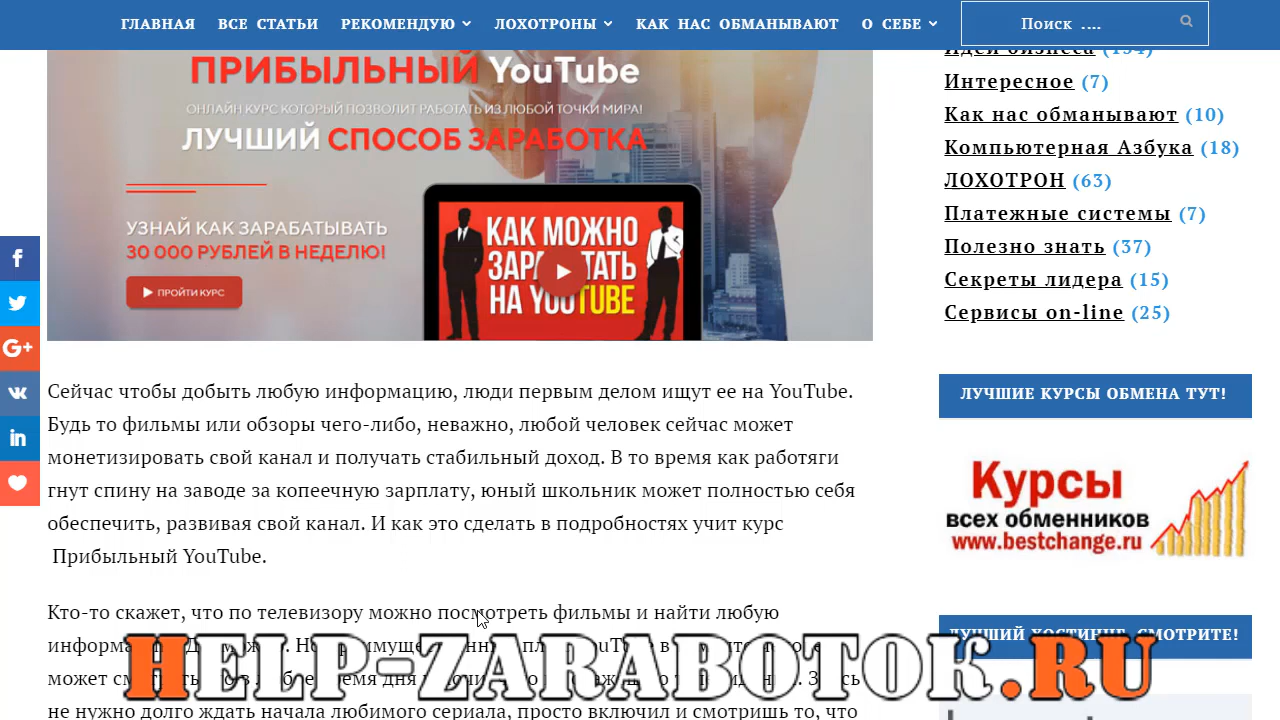 ГЛАВНАЯ ВСЕ СТАТЬИ РЕКОМЕНДУЮ ЛОХОТРОНЫ КАК НАС ОБМАНЫВАЮТ О СЕБЕ Поиск ....
ПРИБЫЛЬНЫЙ YouTube
ОНЛАЙН КУРС КОТОРЫЙ ПОЗВОЛИТ РАБОТАТЬ ИЗ ЛЮБОЙ ТОЧКИ МИРА!
ЛУЧШИЙ СПОСОБ ЗАРАБОТКА
УЗНАЙ КАК ЗАРАБАТЫВАТЬ
30 000 РУБЛЕЙ В НЕДЕЛЮ!
ПРОЙТИ КУРС
КАК МОЖНО
ЗАРАБОТАТЬ
НА YOUTUBE
Сейчас чтобы добыть любую информацию, люди первым делом ищут ее на YouTube.
Будь то фильмы или обзоры чего-либо, неважно, любой человек сейчас может
монетизировать свой канал и получать стабильный доход. В то время как работяги
гнут спину на заводе за копеечную зарплату, юный школьник может полностью себя
обеспечить, развивая свой канал. И как это сделать в подробностях учит курс
Прибыльный YouTube.
Кто-то скажет, что по телевизору можно посмотреть фильмы и найти любую
может
не нужно долго ждать начала любимого сериала, просто включил и смотришь то, что
HELP-ZARABOTOK.RU
Идеи бизнеса (134)
Интересное (7)
Как нас обманывают (10)
Компьютерная Азбука (18)
ЛОХОТРОН (63)
Платежные системы (7)
Полезно знать (37)
Секреты лидера (15)
Сервисы on-line (25)
ЛУЧШИЕ КУРСЫ ОБМЕНА ТУТ!
Курсы
всех обменников
www.bestchange.ru
ЛУЧШИЙ ХОСТИНГ, СМОТРИТЕ!